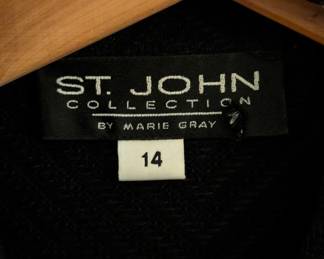 ST. JOHN
COLLECTION
BY MARIE GRAY
14